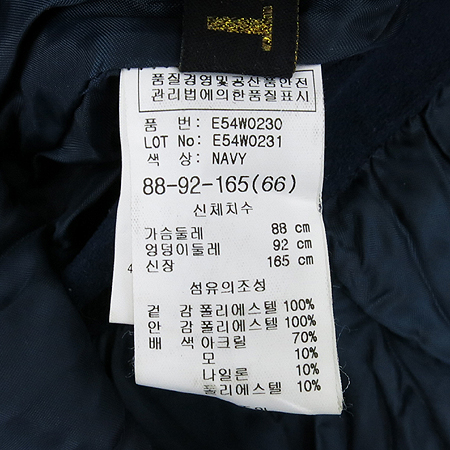 T
품질경영및공산품안전
관리법에의한품질표시
품 번: E54W0230
LOT No: E54W0231
색 상: NAVY
88-92-165(66)
신체치수
가슴둘레 88 cm
엉덩이둘레 92 cm
신장 165 cm
4
섬유의조성
겉 감 폴리에스텔 100%
안 감 폴리에스텔 100%
배 색 아크릴 70%
모 10%
나일론 10%
폴리에스텔 10%